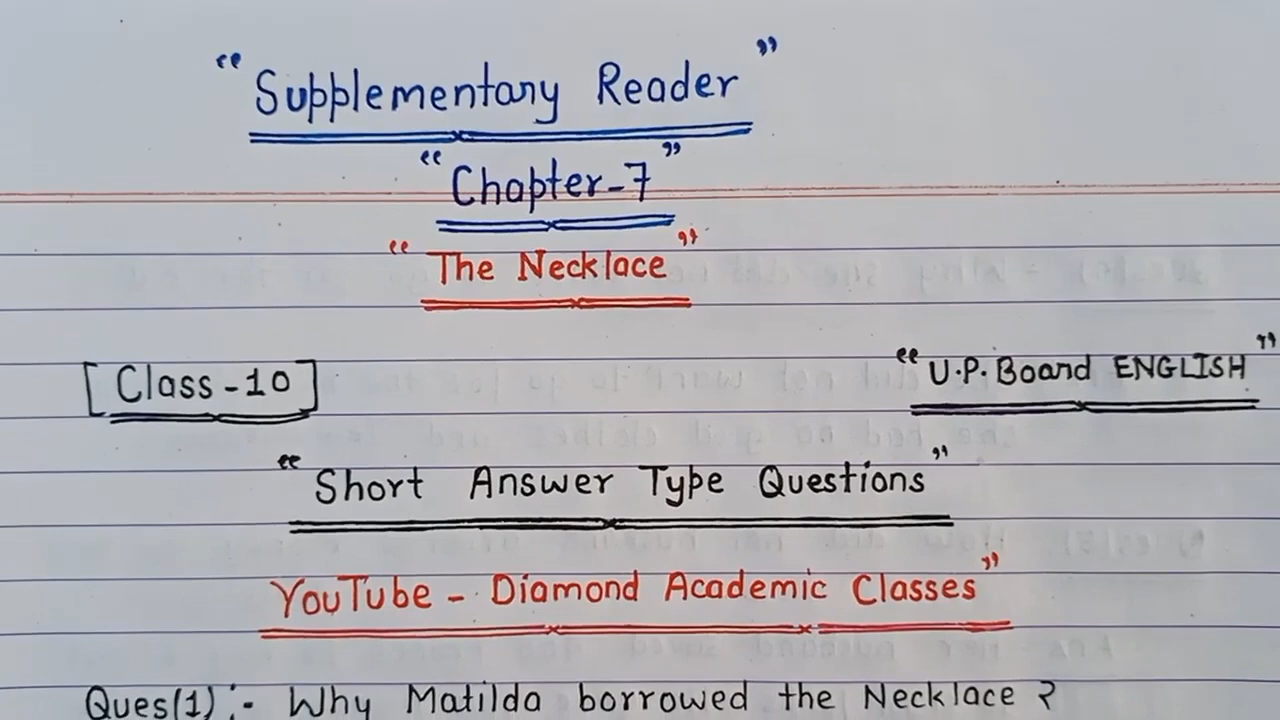 "Supplementary Reader"
"Chapter-7"
"The Necklace"
[Class-10]
"U.P. Board ENGLISH"
"Short Answer Type Questions"
YouTube - Diamond Academic Classes"
Ques(1):- Why Matilda borrowed the Necklace?